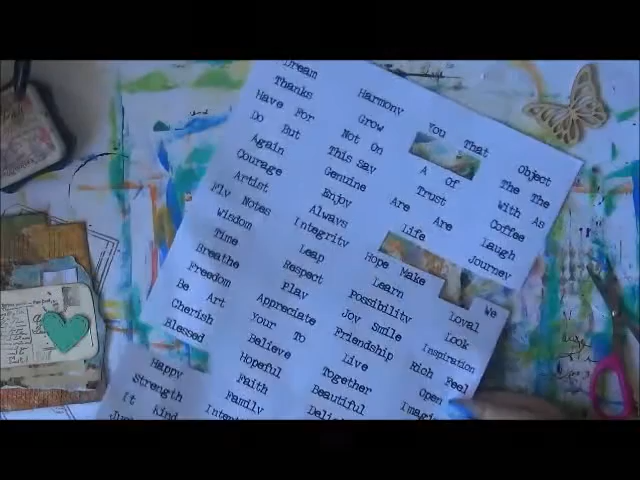 Dream
Thanks
Have For
Do But
Again
Courage
Artist
Fly Notes
Wisdom
Time
Breathe
Freedom
Be Art
Cherish
Blessed
Happy
Strength
It Kind
Harmony
Grow
Not On
This Say
Genuine
Enjoy
Always
Integrity
Leap
Respect
Play
Appreciate
Your To
Believe
Hopeful
Faith
Family
You That
A Of
Trust
Are Are
Life
Hope Make
Learn
Possibility
Joy Smile
Friendship
Live
Together
Beautiful
Object
The The
With As
Coffee
Laugh
Journey
We
Loyal
Look
Inspiration
Rich Feel
Open